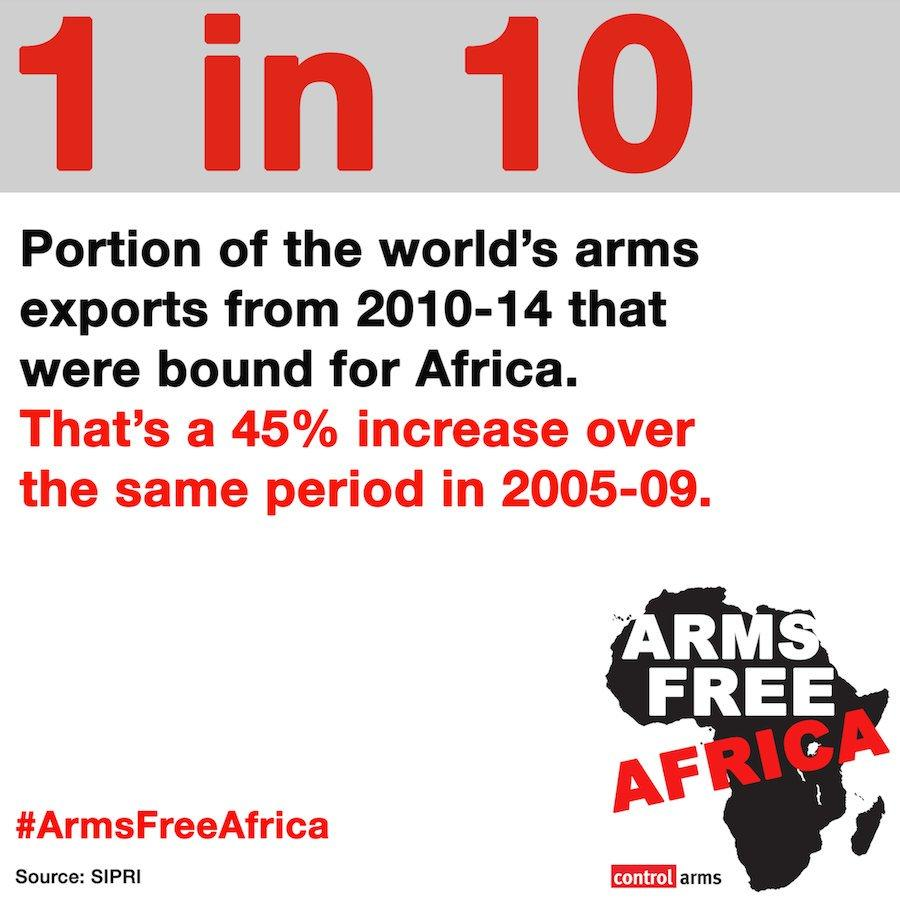 1 in 10
Portion of the world’s arms
exports from 2010-14 that
were bound for Africa.
That’s a 45% increase over
the same period in 2005-09.
ARMS
FREE
AFRICA
#ArmsFreeAfrica
Source: SIPRI
control arms